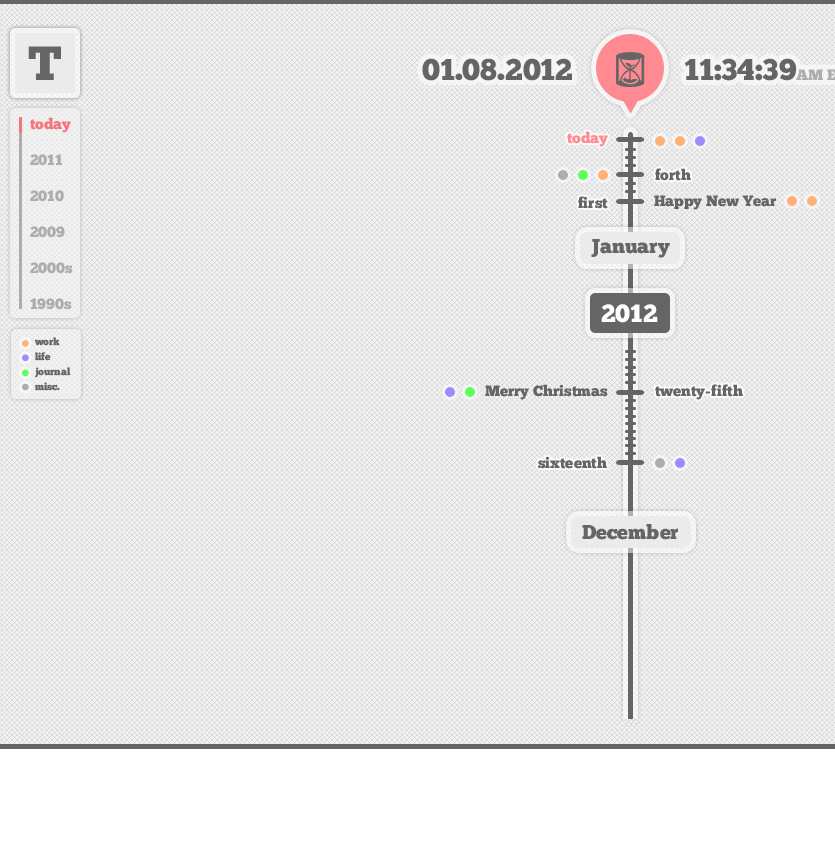 T
today
2011
2010
2009
2000s
1990s
work
life
journal
misc.
01.08.2012 11:34:39 AM E
today
forth
first Happy New Year
January
2012
Merry Christmas twenty-fifth
sixteenth
December